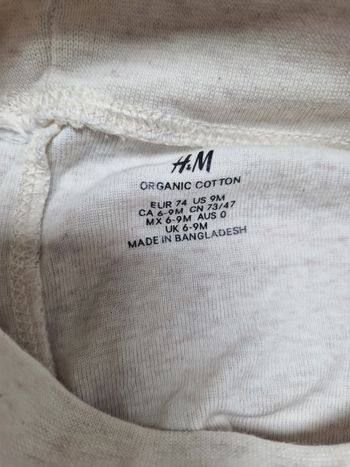 H&M
ORGANIC COTTON
EUR 74 US 9M
CA 6-9M CN 73/47
MX 6-9M AUS 0
UK 6-9M
MADE IN BANGLADESH